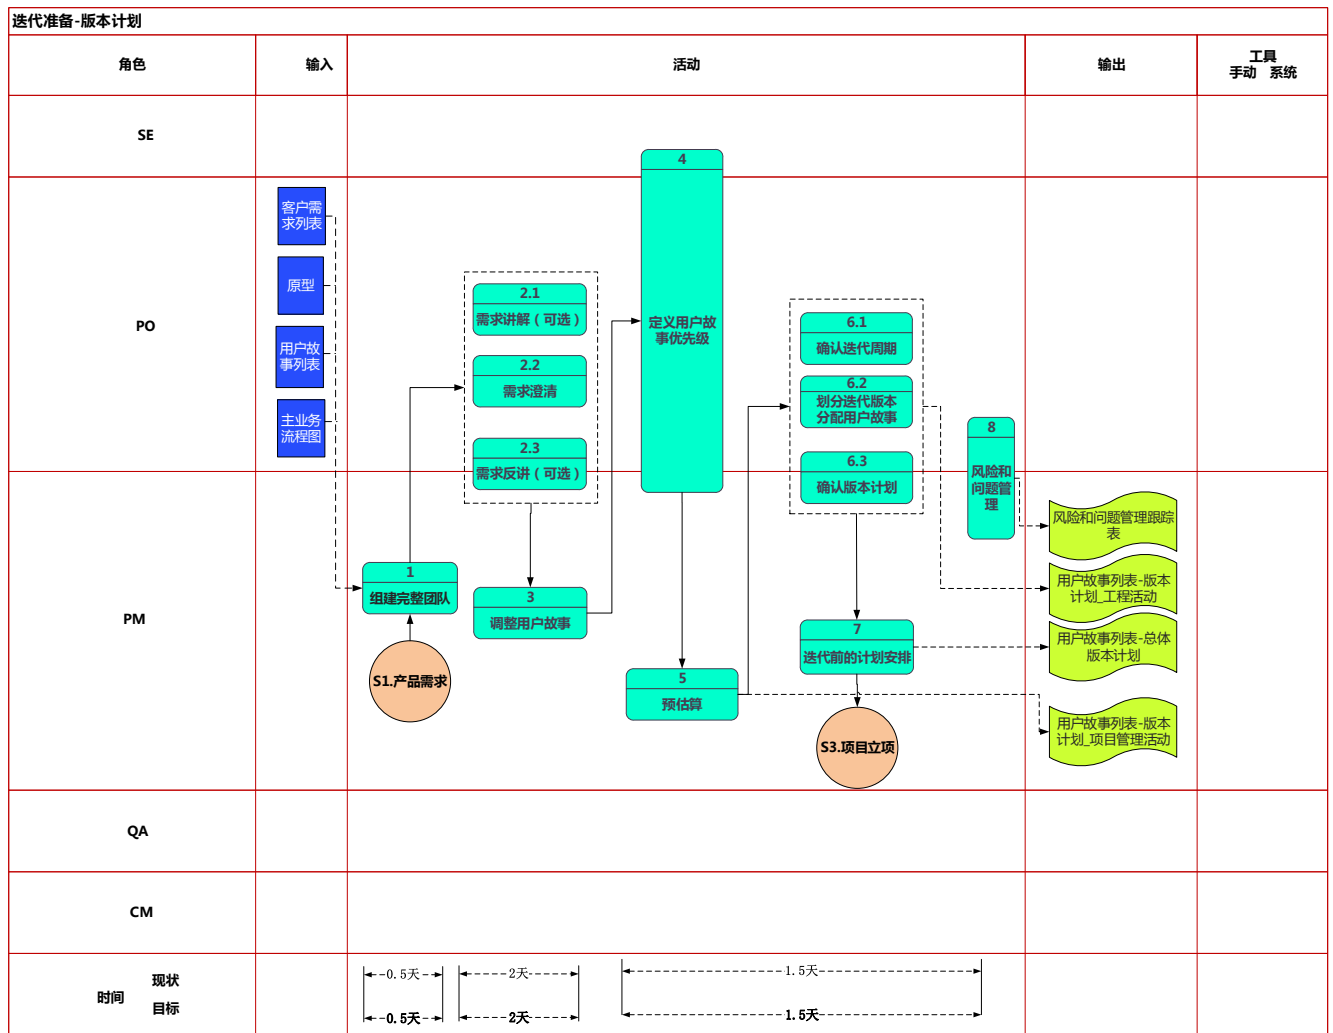 迭代准备-版本计划
角色
输入
活动
输出
工具
手动 系统
SE
4
定义用户故
事优先级
PO
客户需
求列表
原型
用户故
事列表
主业务
流程图
2.1
需求讲解（可选）
2.2
需求澄清
2.3
需求反讲（可选）
6.1
确认迭代周期
6.2
划分迭代版本
分配用户故事
6.3
确认版本计划
8
风险和
问题管
理
风险和问题管理跟踪
表
PM
1
组建完整团队
S1.产品需求
3
调整用户故事
5
预估算
7
迭代前的计划安排
S3.项目立项
用户故事列表-版本
计划_工程活动
用户故事列表-总体
版本计划
用户故事列表-版本
计划_项目管理活动
QA
CM
时间
现状
目标
0.5天
2天
1.5天
0.5天
2天
1.5天